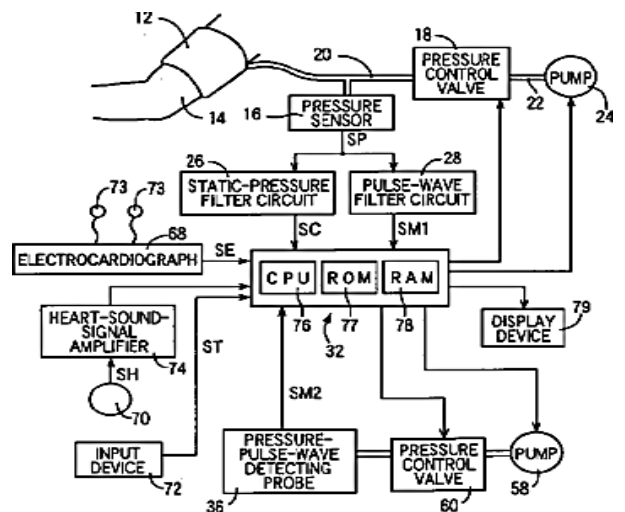 12
18
20
PRESSURE
CONTROL
VALVE
PUMP
22
24
14
16
PRESSURE
SENSOR
SP
26
28
73
73
STATIC-PRESSURE
FILTER CIRCUIT
PULSE-WAVE
FILTER CIRCUIT
68
SC
SM1
ELECTROCARDIOGRAPH
SE
CPU
ROM
RAM
76
77
78
79
HEART-SOUND-
SIGNAL
AMPLIFIER
ST
32
DISPLAY
DEVICE
74
SH
SM2
70
INPUT
DEVICE
PRESSURE-
PULSE-WAVE
DETECTING
PROBE
PRESSURE
CONTROL
VALVE
PUMP
72
36
60
58